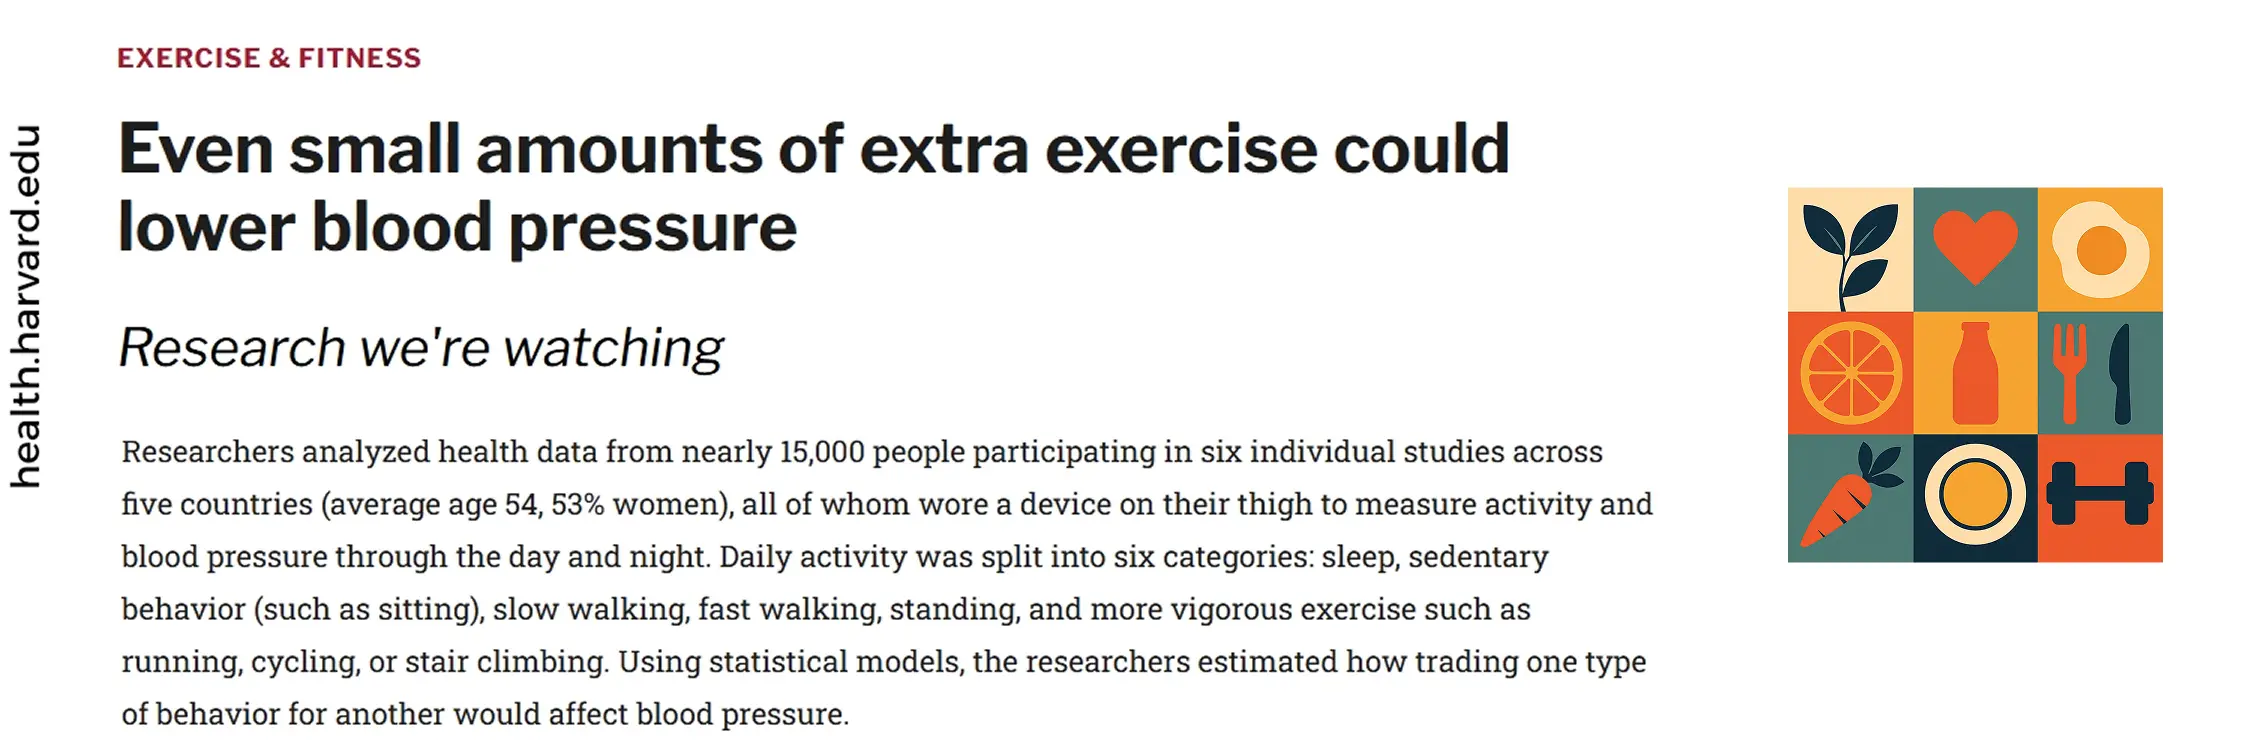 EXERCISE & FITNESS
Even small amounts of extra exercise could
lower blood pressure
Research we're watching
Researchers analyzed health data from nearly 15,000 people participating in six individual studies across
five countries (average age 54, 53% women), all of whom wore a device on their thigh to measure activity and
blood pressure through the day and night. Daily activity was split into six categories: sleep, sedentary
behavior (such as sitting), slow walking, fast walking, standing, and more vigorous exercise such as
running, cycling, or stair climbing. Using statistical models, the researchers estimated how trading one type
of behavior for another would affect blood pressure.
health.harvard.edu